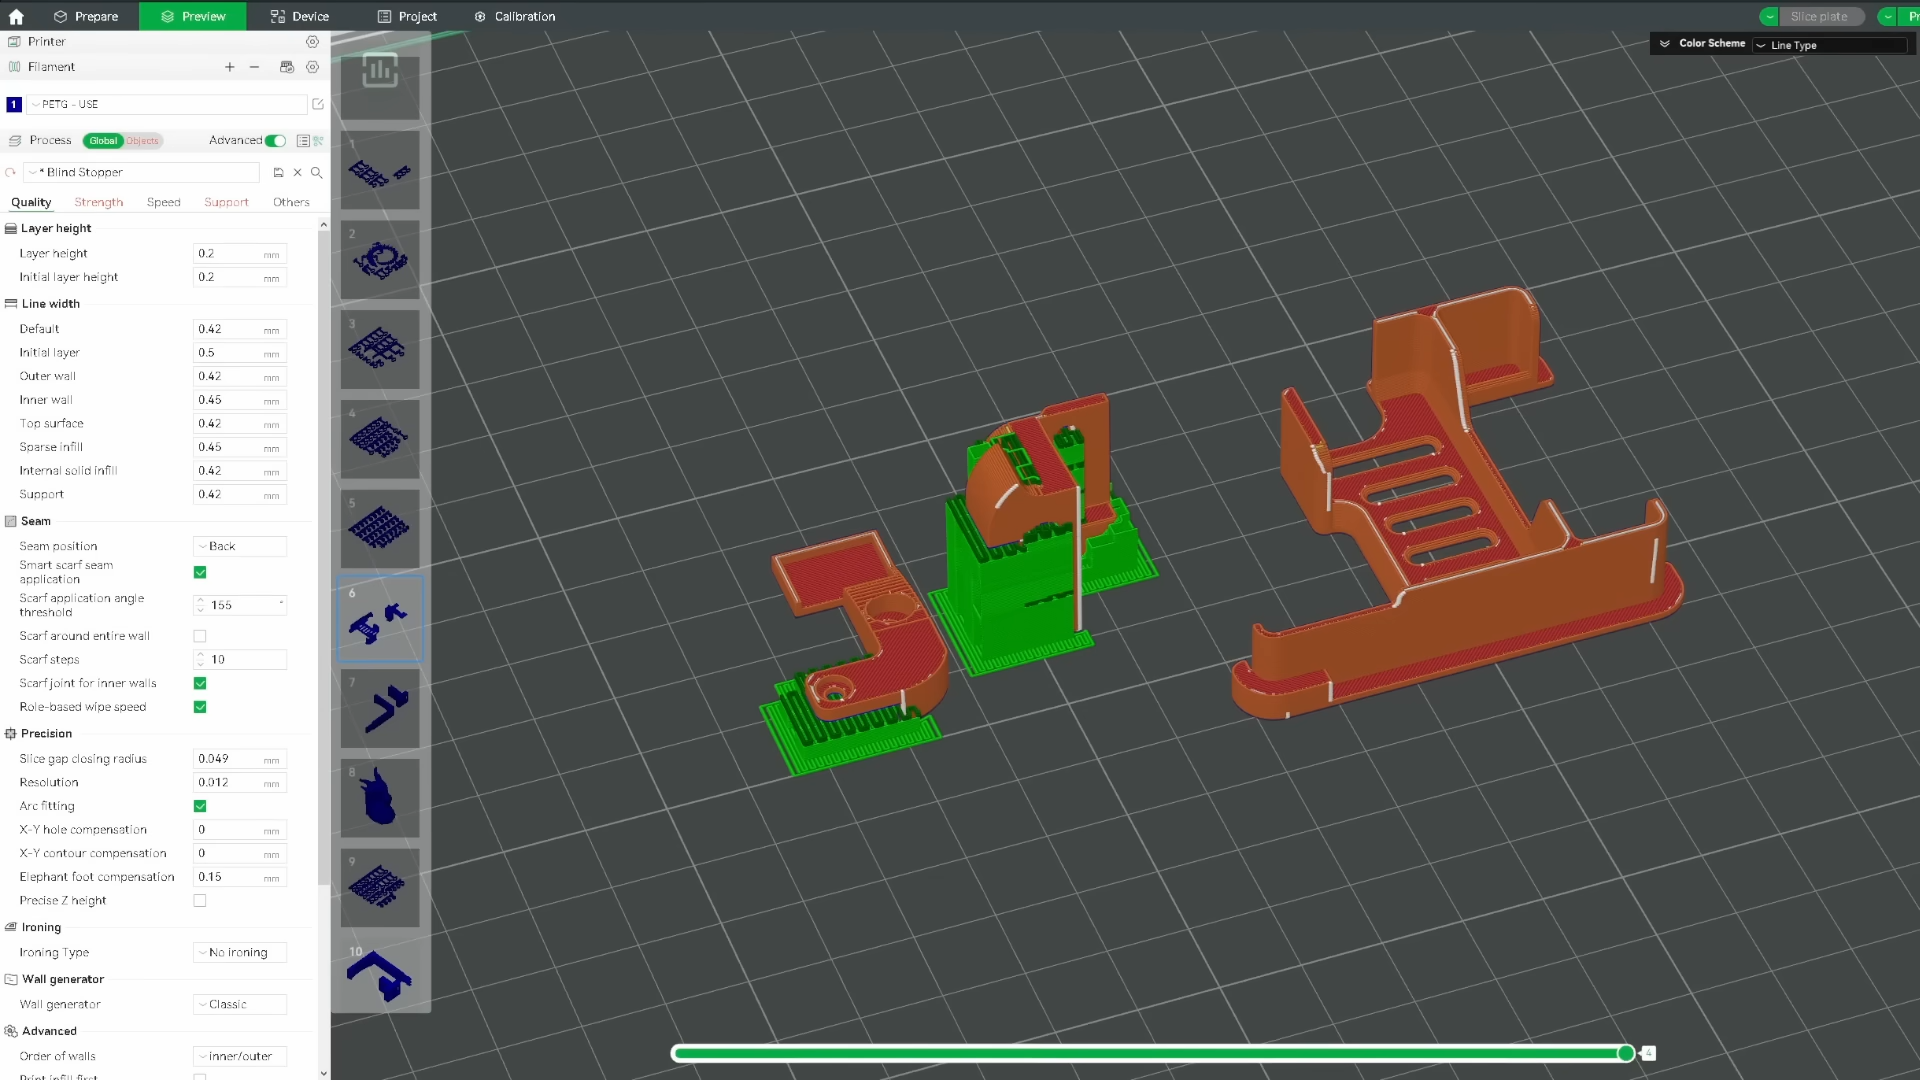 Prepare
Preview
Device
Project
Calibration
Slice plate
Pr
Printer
Filament
1 PETG - USE
Process Global Objects Advanced
* Blind Stopper
Quality Strength Speed Support Others
Layer height
Layer height 0.2 mm
Initial layer height 0.2 mm
Line width
Default 0.42 mm
Initial layer 0.5 mm
Outer wall 0.42 mm
Inner wall 0.45 mm
Top surface 0.42 mm
Sparse infill 0.45 mm
Internal solid infill 0.42 mm
Support 0.42 mm
Seam
Seam position Back
Smart scarf seam
application
Scarf application angle
threshold 155 °
Scarf around entire wall
Scarf steps 10
Scarf joint for inner walls
Role-based wipe speed
Precision
Slice gap closing radius 0.049 mm
Resolution 0.012 mm
Arc fitting
X-Y hole compensation 0 mm
X-Y contour compensation 0 mm
Elephant foot compensation 0.15 mm
Precise Z height
Ironing
Ironing Type No ironing
Wall generator
Wall generator Classic
Advanced
Order of walls inner/outer
Print infill first
1
2
3
4
5
6
7
8
9
10
Color Scheme Line Type
4